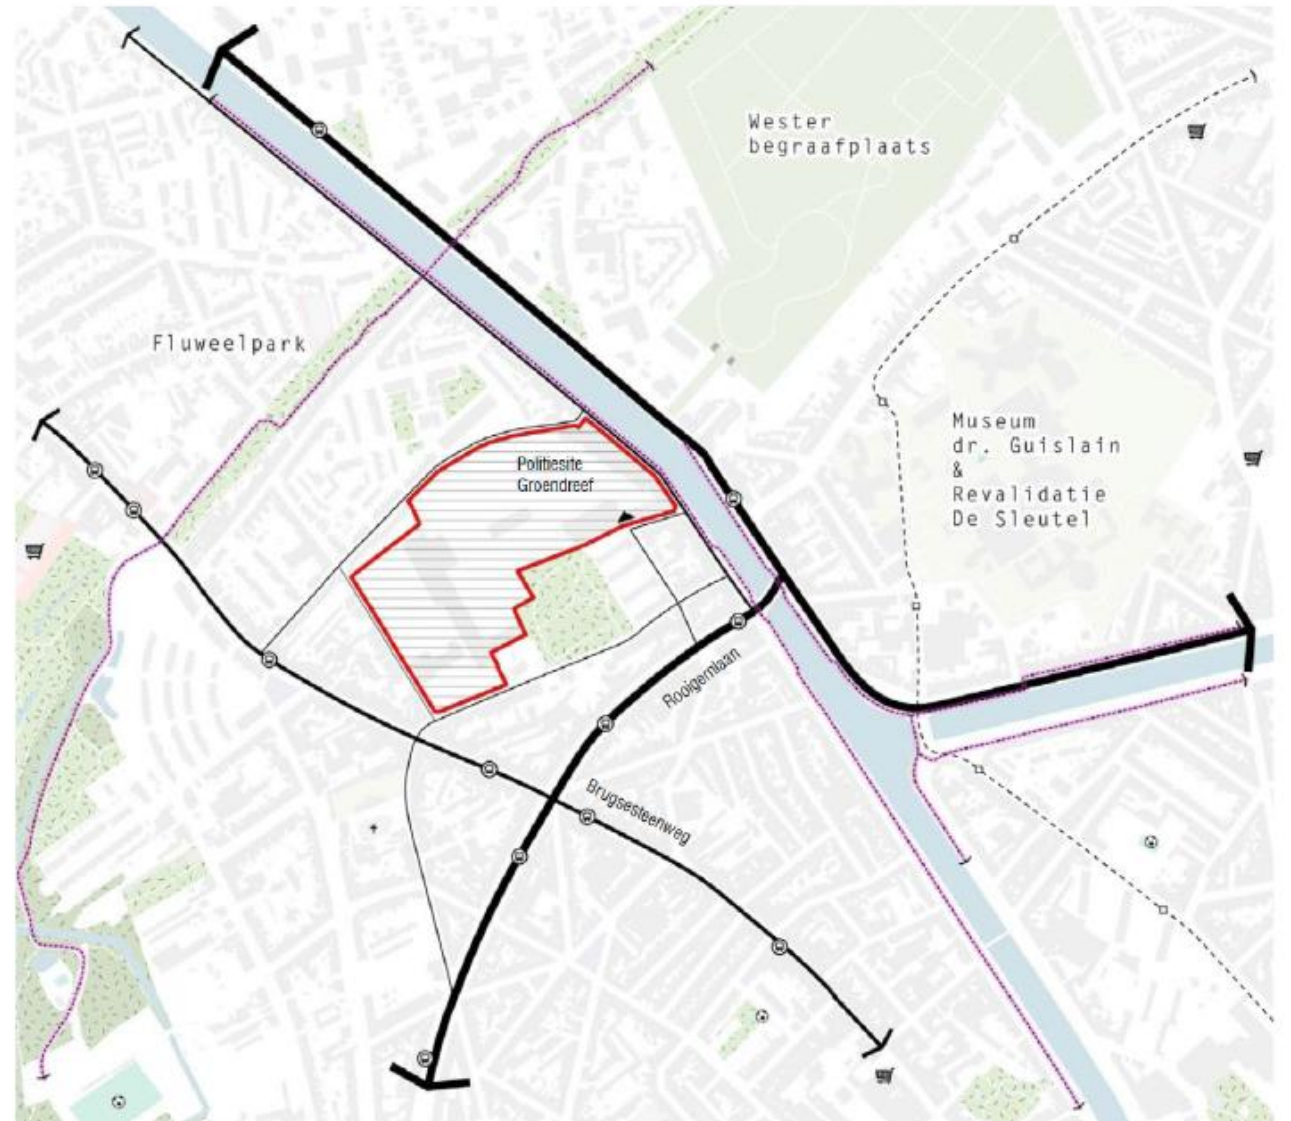 Wester
begraafplaats
Fluweelpark
Museum
dr. Guislain
&
Revalidatie
De Sleutel
Politiesite
Groendreef
Rooigemlaan
Brugsesteenweg